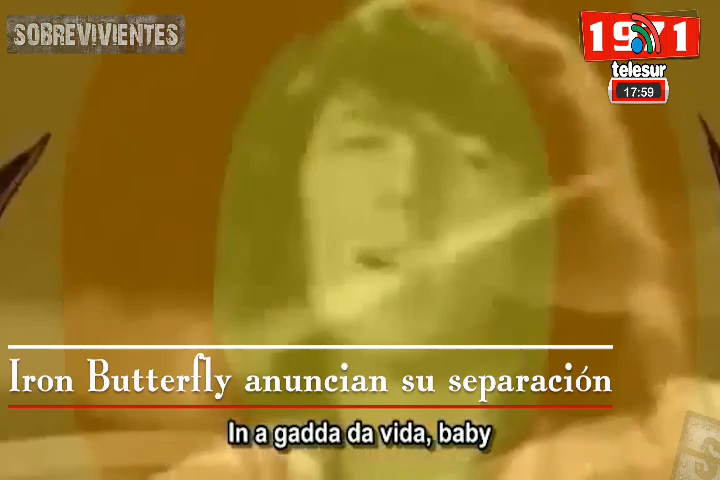 SOBREVIVIENTES
1971
telesur
17:59
Iron Butterfly anuncian su separación
In a gadda da vida, baby